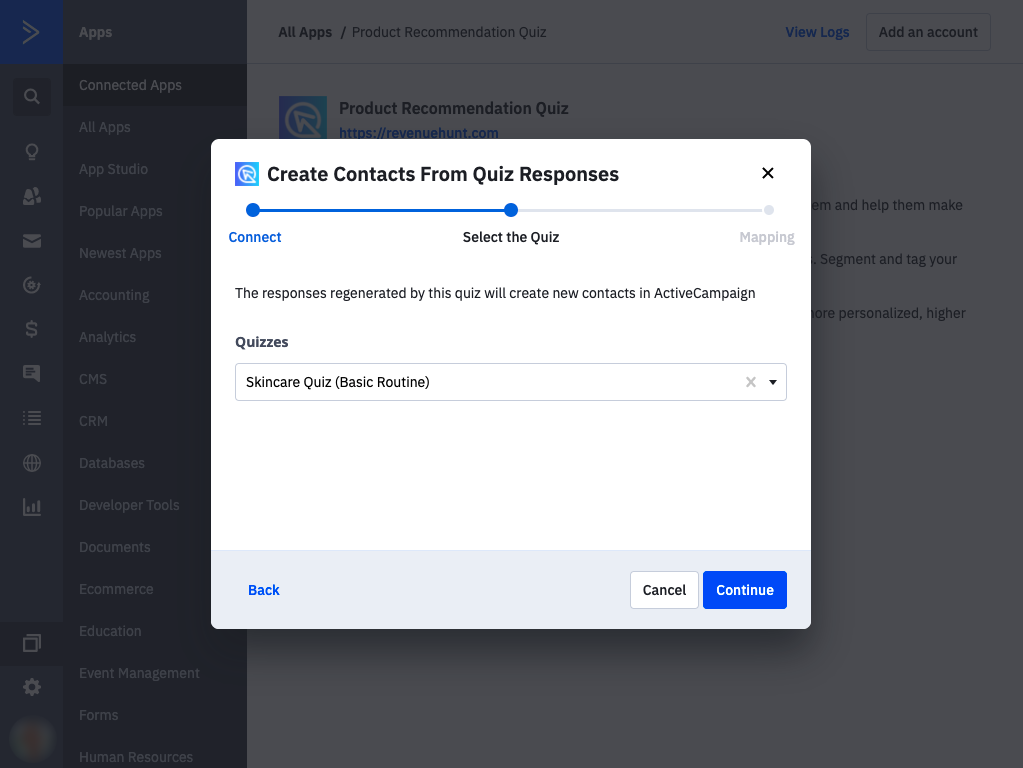 Apps
All Apps / Product Recommendation Quiz
View Logs
Add an account
Connected Apps
All Apps
App Studio
Popular Apps
Newest Apps
Accounting
Analytics
CMS
CRM
Databases
Developer Tools
Documents
Ecommerce
Education
Event Management
Forms
Human Resources
Product Recommendation Quiz
https://revenuehunt.com
em and help them make
. Segment and tag your
more personalized, higher
Create Contacts From Quiz Responses
Connect
Select the Quiz
Mapping
The responses regenerated by this quiz will create new contacts in ActiveCampaign
Quizzes
Skincare Quiz (Basic Routine)
Back
Cancel
Continue